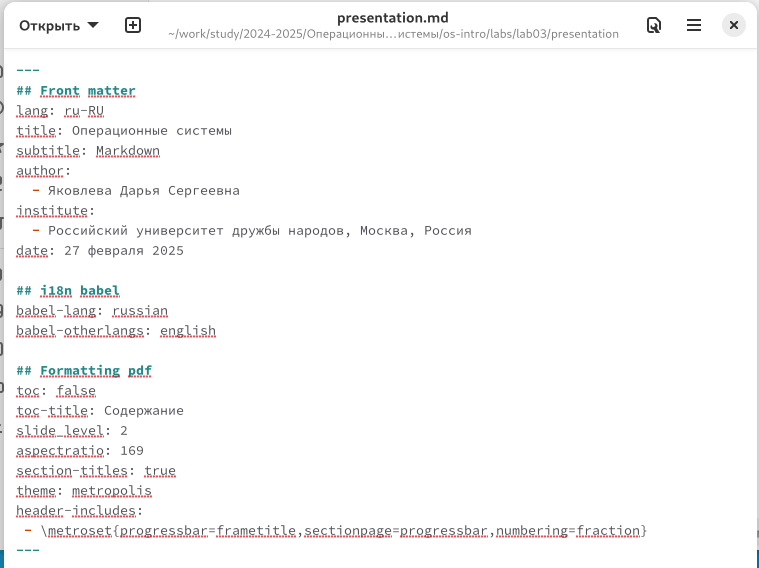 Открыть
presentation.md
~/work/study/2024-2025/Операционны…истемы/os-intro/labs/lab03/presentation
---
## Front matter
lang: ru-RU
title: Операционные системы
subtitle: Markdown
author:
  - Яковлева Дарья Сергеевна
institute:
  - Российский университет дружбы народов, Москва, Россия
date: 27 февраля 2025

## i18n babel
babel-lang: russian
babel-otherlangs: english

## Formatting pdf
toc: false
toc-title: Содержание
slide_level: 2
aspectratio: 169
section-titles: true
theme: metropolis
header-includes:
 - \metroset{progressbar=frametitle,sectionpage=progressbar,numbering=fraction}
---